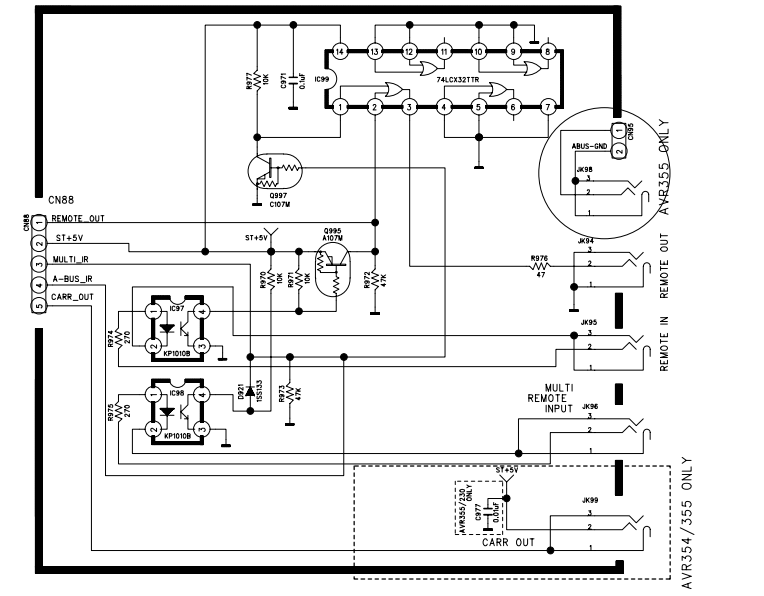 14 13 12 11 10 9 8
IC99
74LCX32TTR
1 2 3 4 5 6 7
R977
10K
C971
0.1uF
1
2
CN95
ABUS-GND
JK98
3
2
1
AVR355 ONLY
Q997
C107M
CN88
CN88
1 REMOTE_OUT
2 ST+5V
3 MULTI_IR
4 A-BUS_IR
5 CARR_OUT
ST+5V
Q995
A107M
R970
10K
R971
10K
R972
47K
R976
47
JK94
3
2
1
REMOTE OUT
IC97
1
2
3
4
KP1010B
R974
270
JK95
3
2
1
REMOTE IN
IC98
1
2
3
4
KP1010B
R975
270
D921
1SS133
R973
47K
MULTI
REMOTE
INPUT
JK96
3
2
1
ST+5V
AVR355/230
ONLY
C977
0.01uF
CARR OUT
JK99
3
2
1
AVR354/355 ONLY